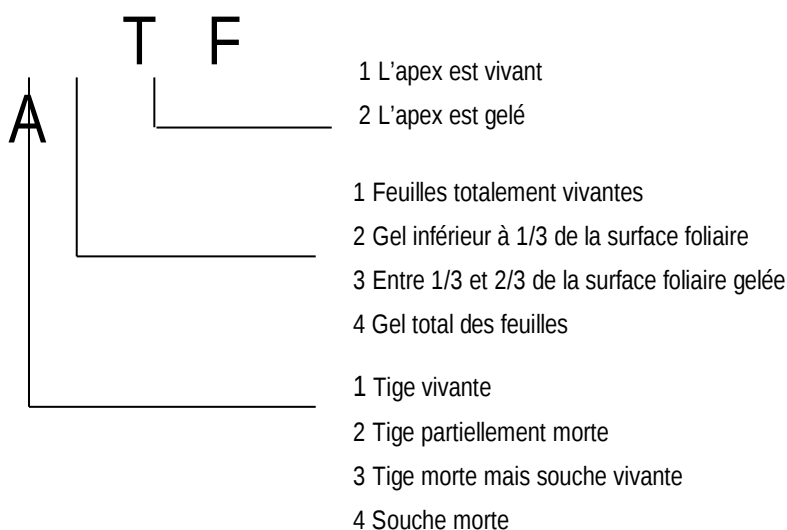 T F
A
1 L’apex est vivant
2 L’apex est gelé
1 Feuilles totalement vivantes
2 Gel inférieur à 1/3 de la surface foliaire
3 Entre 1/3 et 2/3 de la surface foliaire gelée
4 Gel total des feuilles
1 Tige vivante
2 Tige partiellement morte
3 Tige morte mais souche vivante
4 Souche morte